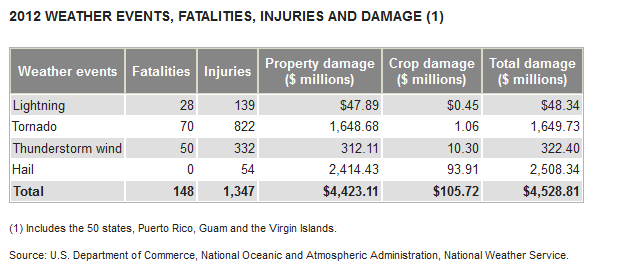 2012 WEATHER EVENTS, FATALITIES, INJURIES AND DAMAGE (1)
Weather events Fatalities Injuries Property damage ($ millions) Crop damage ($ millions) Total damage ($ millions)
Lightning 28 139 $47.89 $0.45 $48.34
Tornado 70 822 1,648.68 1.06 1,649.73
Thunderstorm wind 50 332 312.11 10.30 322.40
Hail 0 54 2,414.43 93.91 2,508.34
Total 148 1,347 $4,423.11 $105.72 $4,528.81
(1) Includes the 50 states, Puerto Rico, Guam and the Virgin Islands.
Source: U.S. Department of Commerce, National Oceanic and Atmospheric Administration, National Weather Service.